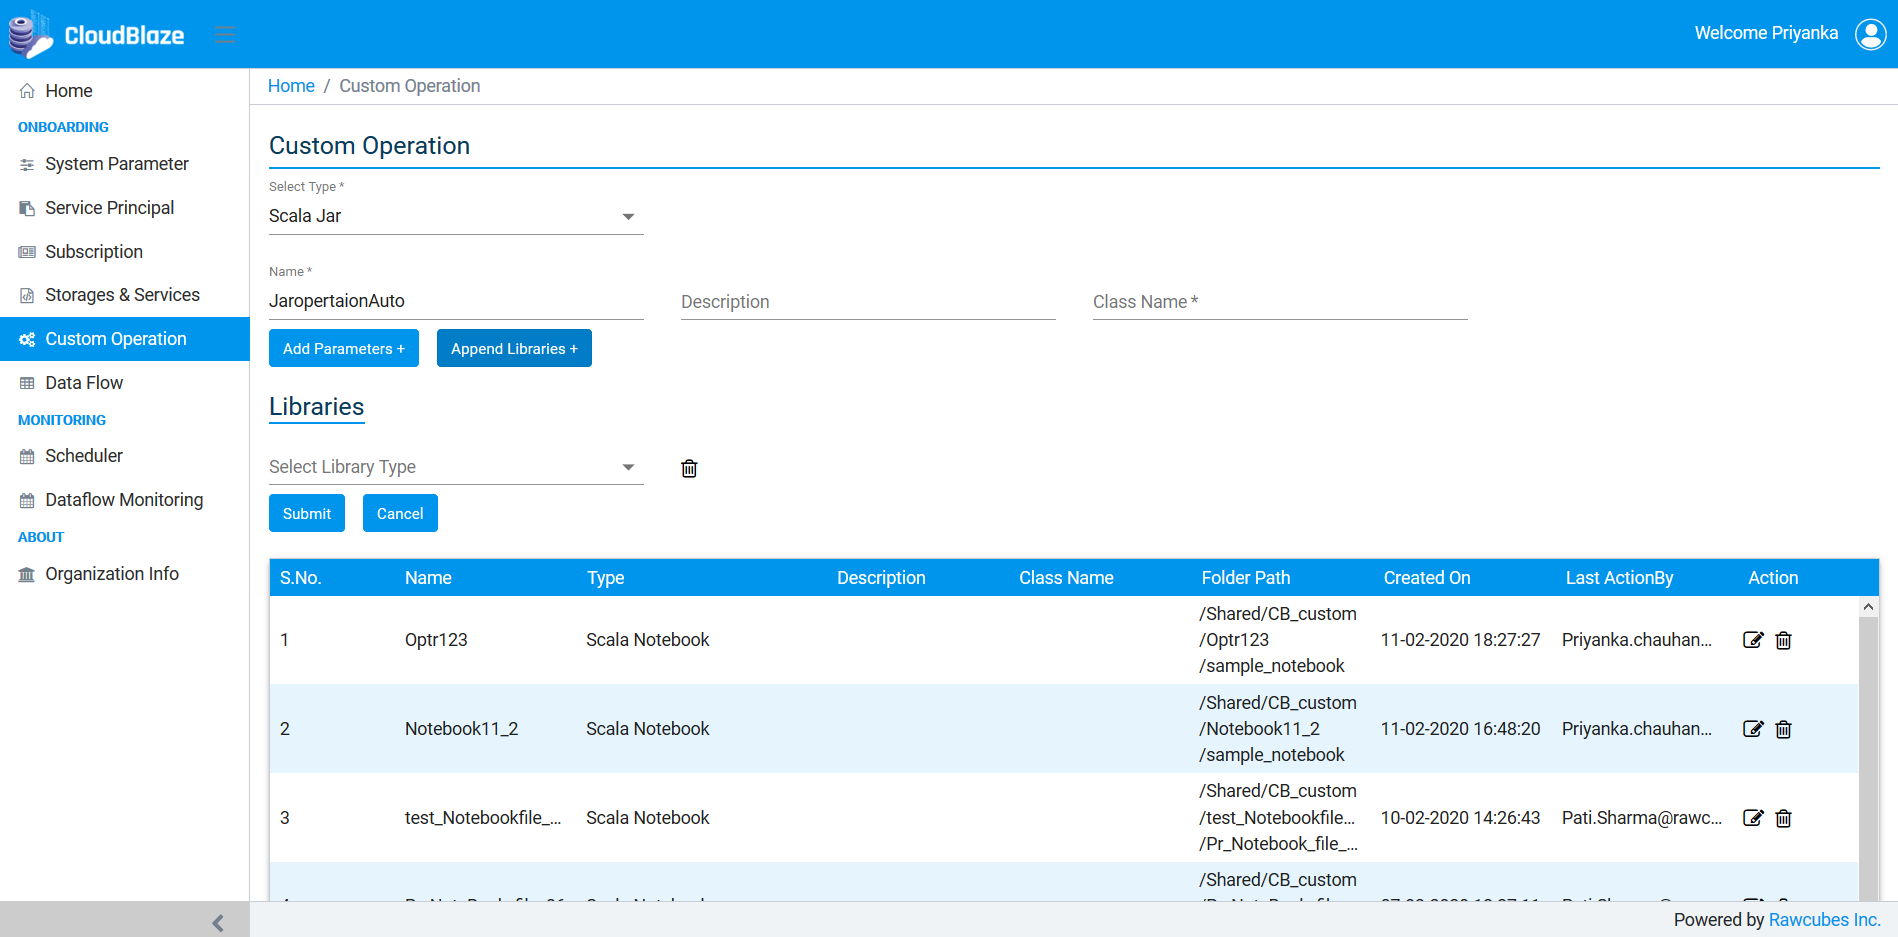 CloudBlaze
Welcome Priyanka
Home
ONBOARDING
System Parameter
Service Principal
Subscription
Storages & Services
Custom Operation
Data Flow
MONITORING
Scheduler
Dataflow Monitoring
ABOUT
Organization Info
Home / Custom Operation
Custom Operation
Select Type *
Scala Jar
Name *
JaropertaionAuto
Description
Class Name *
Add Parameters +
Append Libraries +
Libraries
Select Library Type
Submit
Cancel
S.No. Name Type Description Class Name Folder Path Created On Last ActionBy Action
1 Optr123 Scala Notebook /Shared/CB_custom
/Optr123
/sample_notebook
11-02-2020 18:27:27 Priyanka.chauhan...
2 Notebook11_2 Scala Notebook /Shared/CB_custom
/Notebook11_2
/sample_notebook
11-02-2020 16:48:20 Priyanka.chauhan...
3 test_Notebookfile_... Scala Notebook /Shared/CB_custom
/test_Notebookfile...
/Pr_Notebook_file_...
10-02-2020 14:26:43 Pati.Sharma@rawc...
/Shared/CB_custom
Powered by Rawcubes Inc.